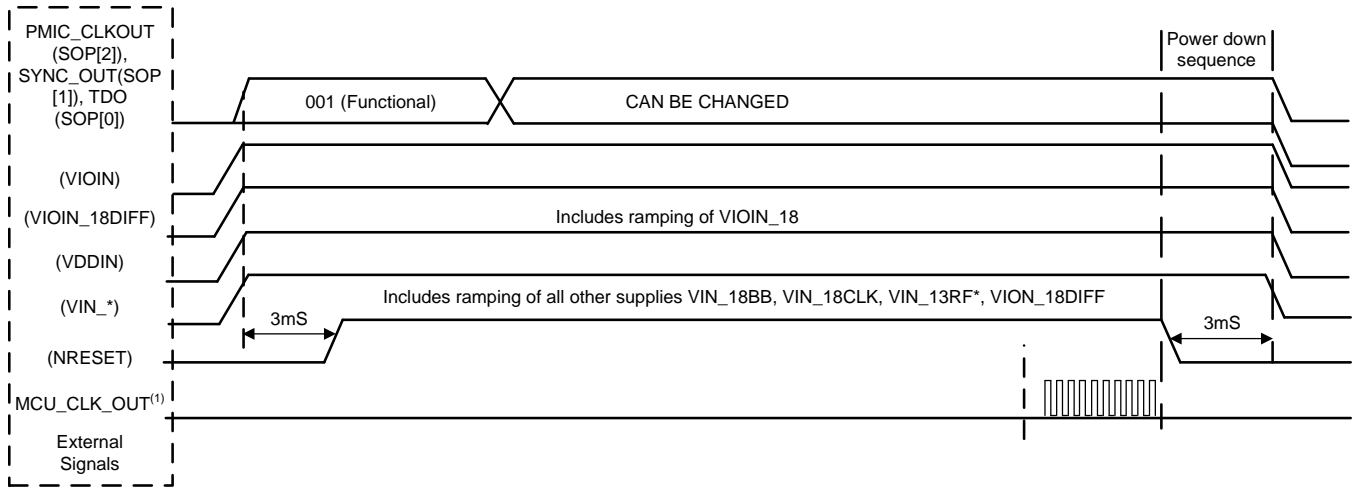 PMIC_CLKOUT
(SOP[2]),
SYNC_OUT(SOP
[1]), TDO
(SOP[0])
001 (Functional)
CAN BE CHANGED
Power down
sequence
(VIOIN)
(VIOIN_18DIFF)
Includes ramping of VIOIN_18
(VDDIN)
(VIN_*)
Includes ramping of all other supplies VIN_18BB, VIN_18CLK, VIN_13RF*, VION_18DIFF
3mS
3mS
(NRESET)
MCU_CLK_OUT(1)
External
Signals